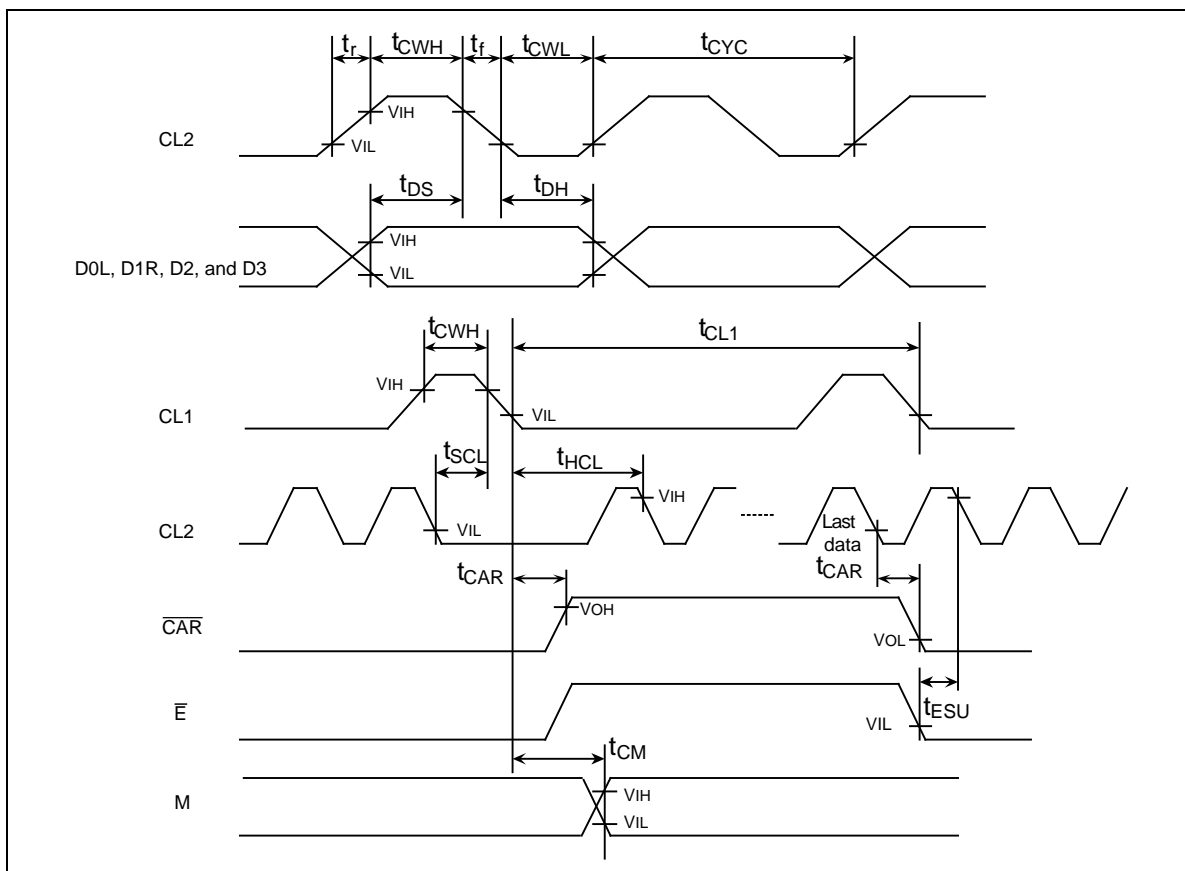 tr tCWH tf tCWL tCYC
VIH
CL2
VIL
tDS tDH
VIH
D0L, D1R, D2, and D3
VIL
tCWH tCL1
VIH
CL1
VIL
tSCL tHCL
VIH
CL2
VIL
Last
data
tCAR tCAR
VOH
CAR
VOL
E
VIL
tESU
tCM
M
VIH
VIL